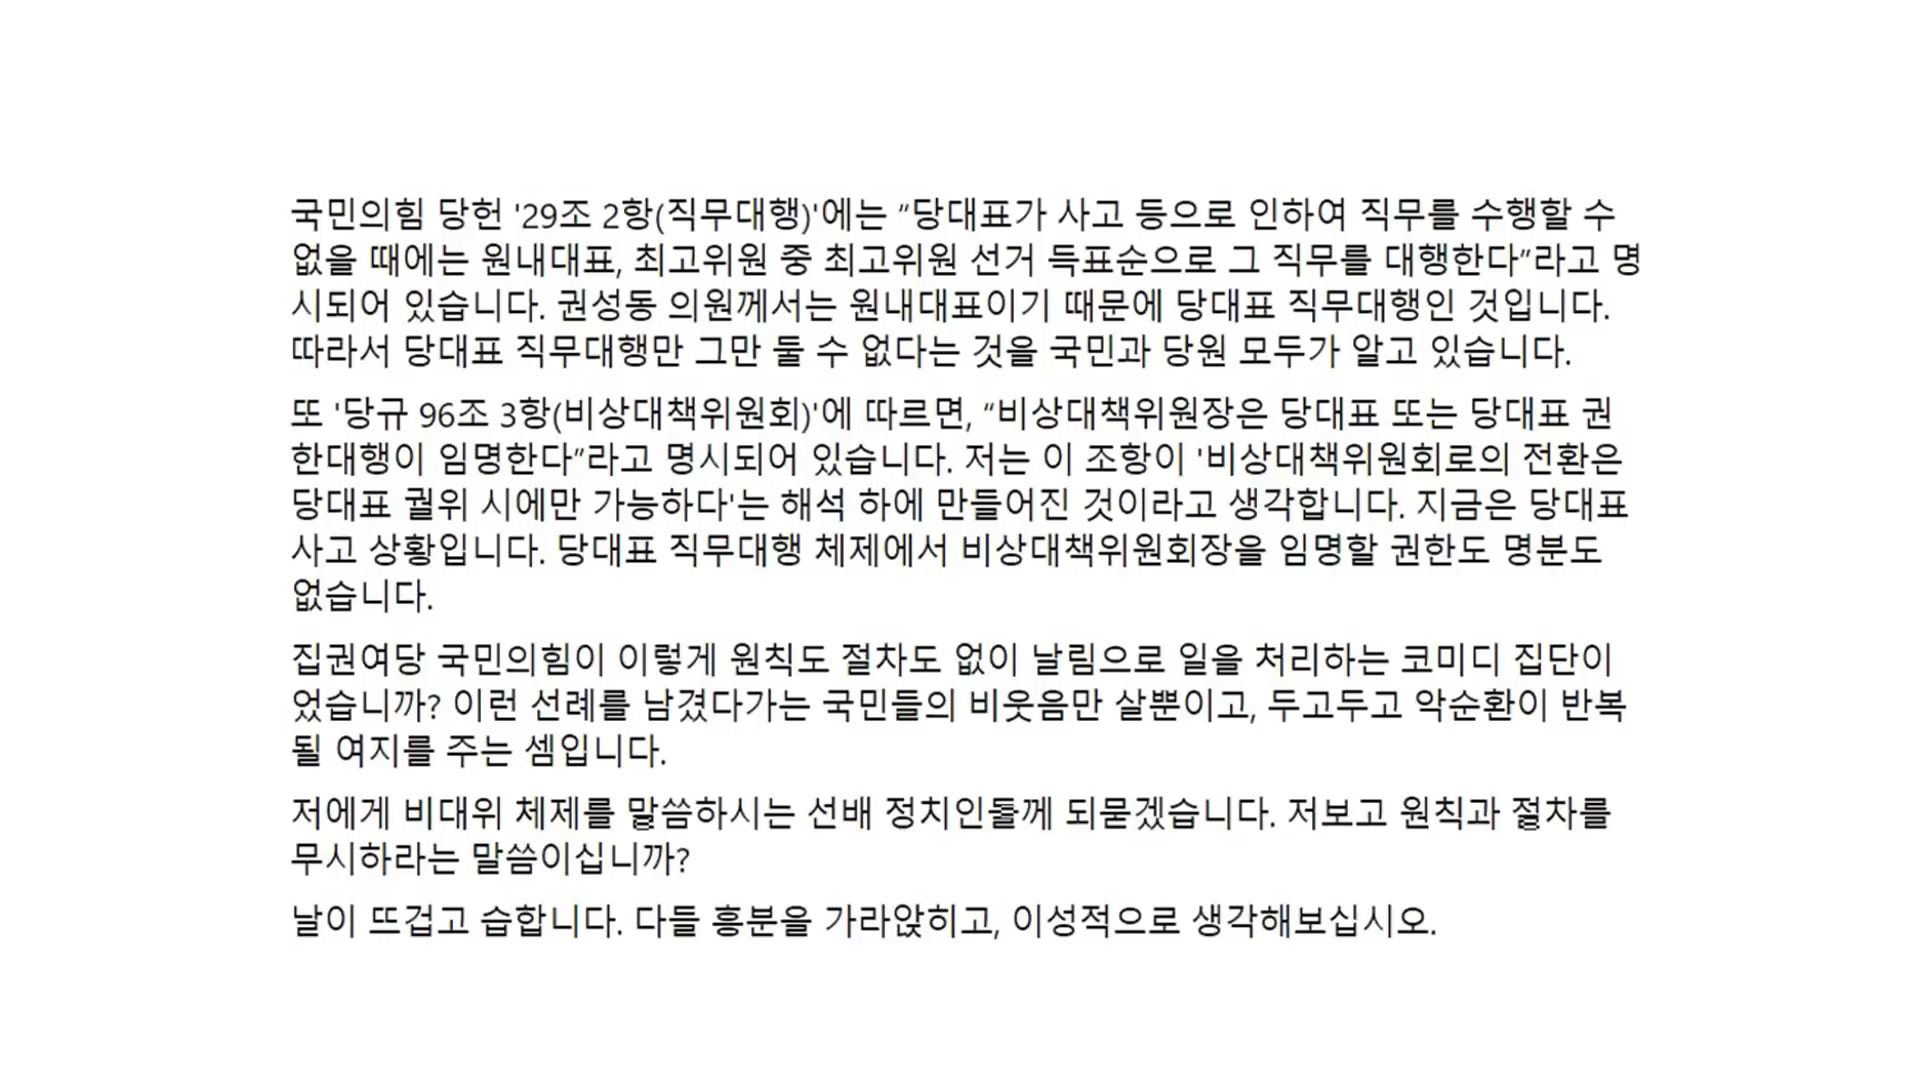 국민의힘 당헌 '29조 2항(직무대행)'에는 “당대표가 사고 등으로 인하여 직무를 수행할 수
없을 때에는 원내대표, 최고위원 중 최고위원 선거 득표순으로 그 직무를 대행한다”라고 명
시되어 있습니다. 권성동 의원께서는 원내대표이기 때문에 당대표 직무대행인 것입니다.
따라서 당대표 직무대행만 그만 둘 수 없다는 것을 국민과 당원 모두가 알고 있습니다.
또 '당규 96조 3항(비상대책위원회)'에 따르면, “비상대책위원장은 당대표 또는 당대표 권
한대행이 임명한다”라고 명시되어 있습니다. 저는 이 조항이 '비상대책위원회로의 전환은
당대표 궐위 시에만 가능하다'는 해석 하에 만들어진 것이라고 생각합니다. 지금은 당대표
사고 상황입니다. 당대표 직무대행 체제에서 비상대책위원회장을 임명할 권한도 명분도
없습니다.
집권여당 국민의힘이 이렇게 원칙도 절차도 없이 날림으로 일을 처리하는 코미디 집단이
었습니까? 이런 선례를 남겼다가는 국민들의 비웃음만 살뿐이고, 두고두고 악순환이 반복
될 여지를 주는 셈입니다.
저에게 비대위 체제를 말씀하시는 선배 정치인들께 되묻겠습니다. 저보고 원칙과 절차를
무시하라는 말씀이십니까?
날이 뜨겁고 습합니다. 다들 흥분을 가라앉히고, 이성적으로 생각해보십시오.